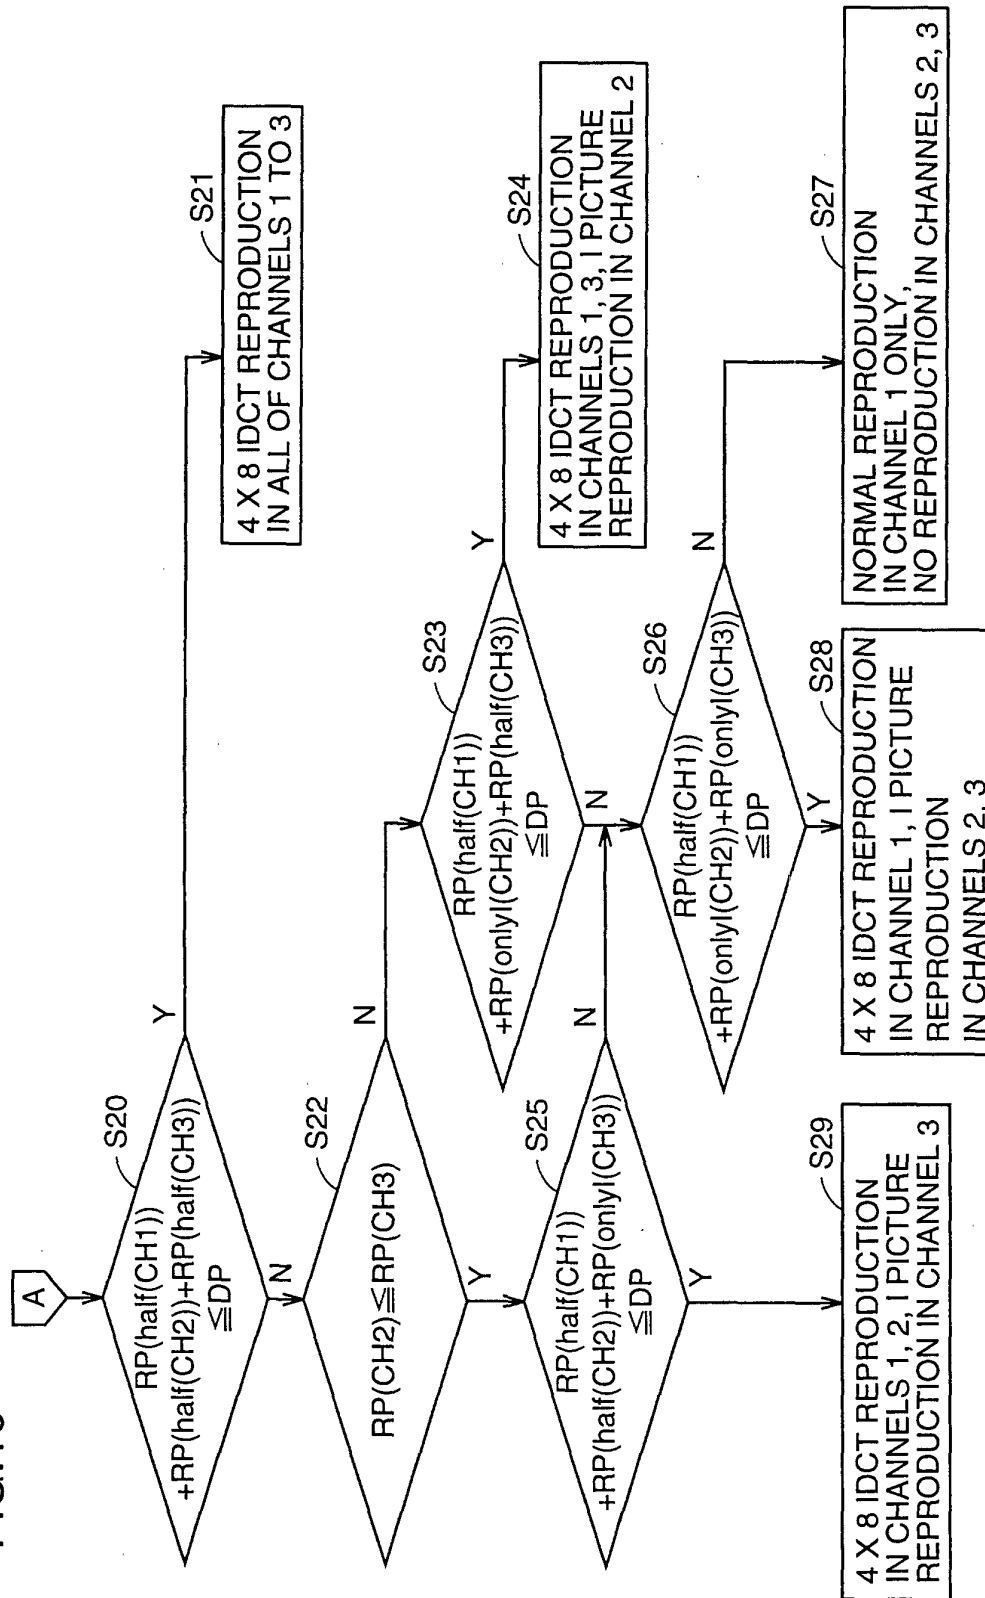 A
S20
RP(half(CH1))
+RP(half(CH2))+RP(half(CH3))
≦DP
Y
N
S21
4 X 8 IDCT REPRODUCTION
IN ALL OF CHANNELS 1 TO 3
S22
RP(CH2)≦RP(CH3)
N
Y
S23
RP(half(CH1))
+RP(onlyI(CH2))+RP(half(CH3))
≦DP
Y
N
S24
4 X 8 IDCT REPRODUCTION
IN CHANNELS 1, 3, I PICTURE
REPRODUCTION IN CHANNEL 2
S25
RP(half(CH1))
+RP(half(CH2))+RP(onlyI(CH3))
≦DP
N
Y
S26
RP(half(CH1))
+RP(onlyI(CH2))+RP(onlyI(CH3))
≦DP
N
Y
S27
NORMAL REPRODUCTION
IN CHANNEL 1 ONLY,
NO REPRODUCTION IN CHANNELS 2, 3
S28
4 X 8 IDCT REPRODUCTION
IN CHANNEL 1, I PICTURE
REPRODUCTION
IN CHANNELS 2, 3
S29
4 X 8 IDCT REPRODUCTION
IN CHANNELS 1, 2, I PICTURE
REPRODUCTION IN CHANNEL 3